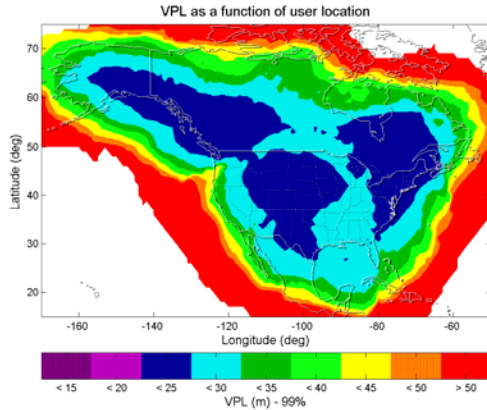 VPL as a function of user location
70
60
50
40
30
20
Latitude (deg)
-160 -140 -120 -100 -80 -60
Longitude (deg)
< 15 < 20 < 25 < 30 < 35 < 40 < 45 < 50 > 50
VPL (m) - 99%